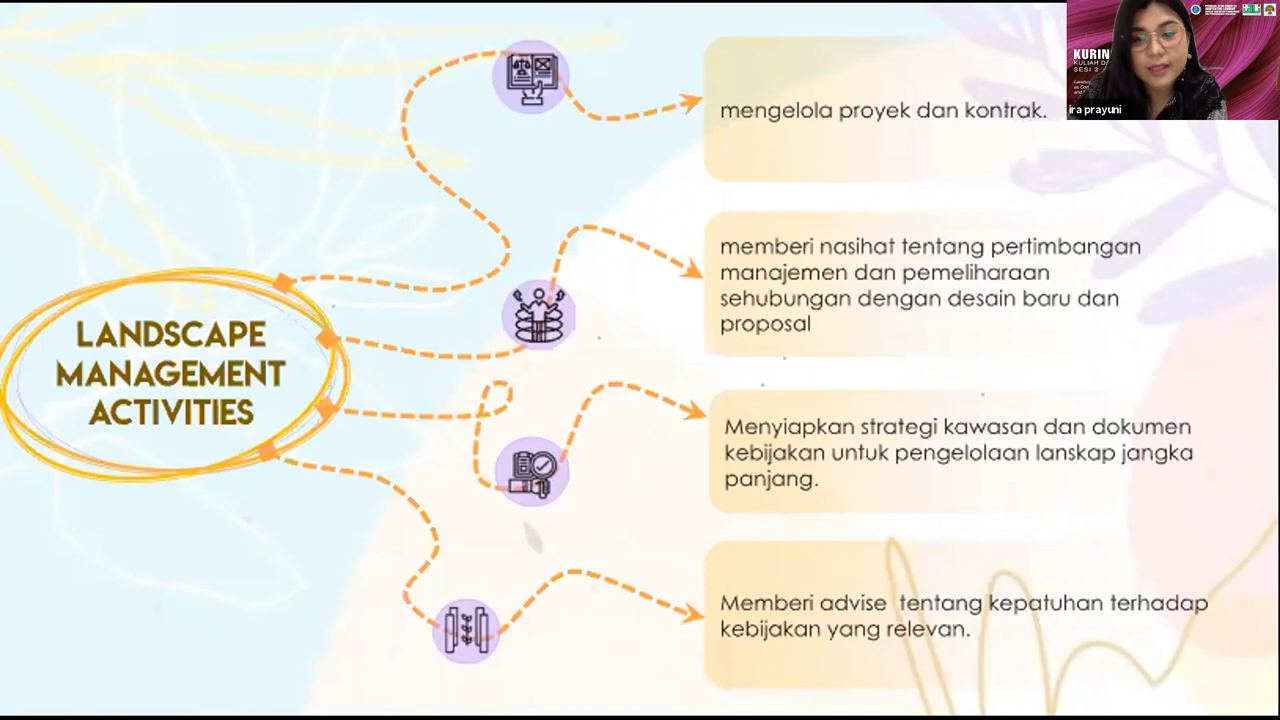 LANDSCAPE
MANAGEMENT
ACTIVITIES
mengelola proyek dan kontrak.
memberi nasihat tentang pertimbangan
manajemen dan pemeliharaan
sehubungan dengan desain baru dan
proposal
Menyiapkan strategi kawasan dan dokumen
kebijakan untuk pengelolaan lanskap jangka
panjang.
Memberi advise tentang kepatuhan terhadap
kebijakan yang relevan.
KURIN
KULIAH D
SESI 3
ira prayuni